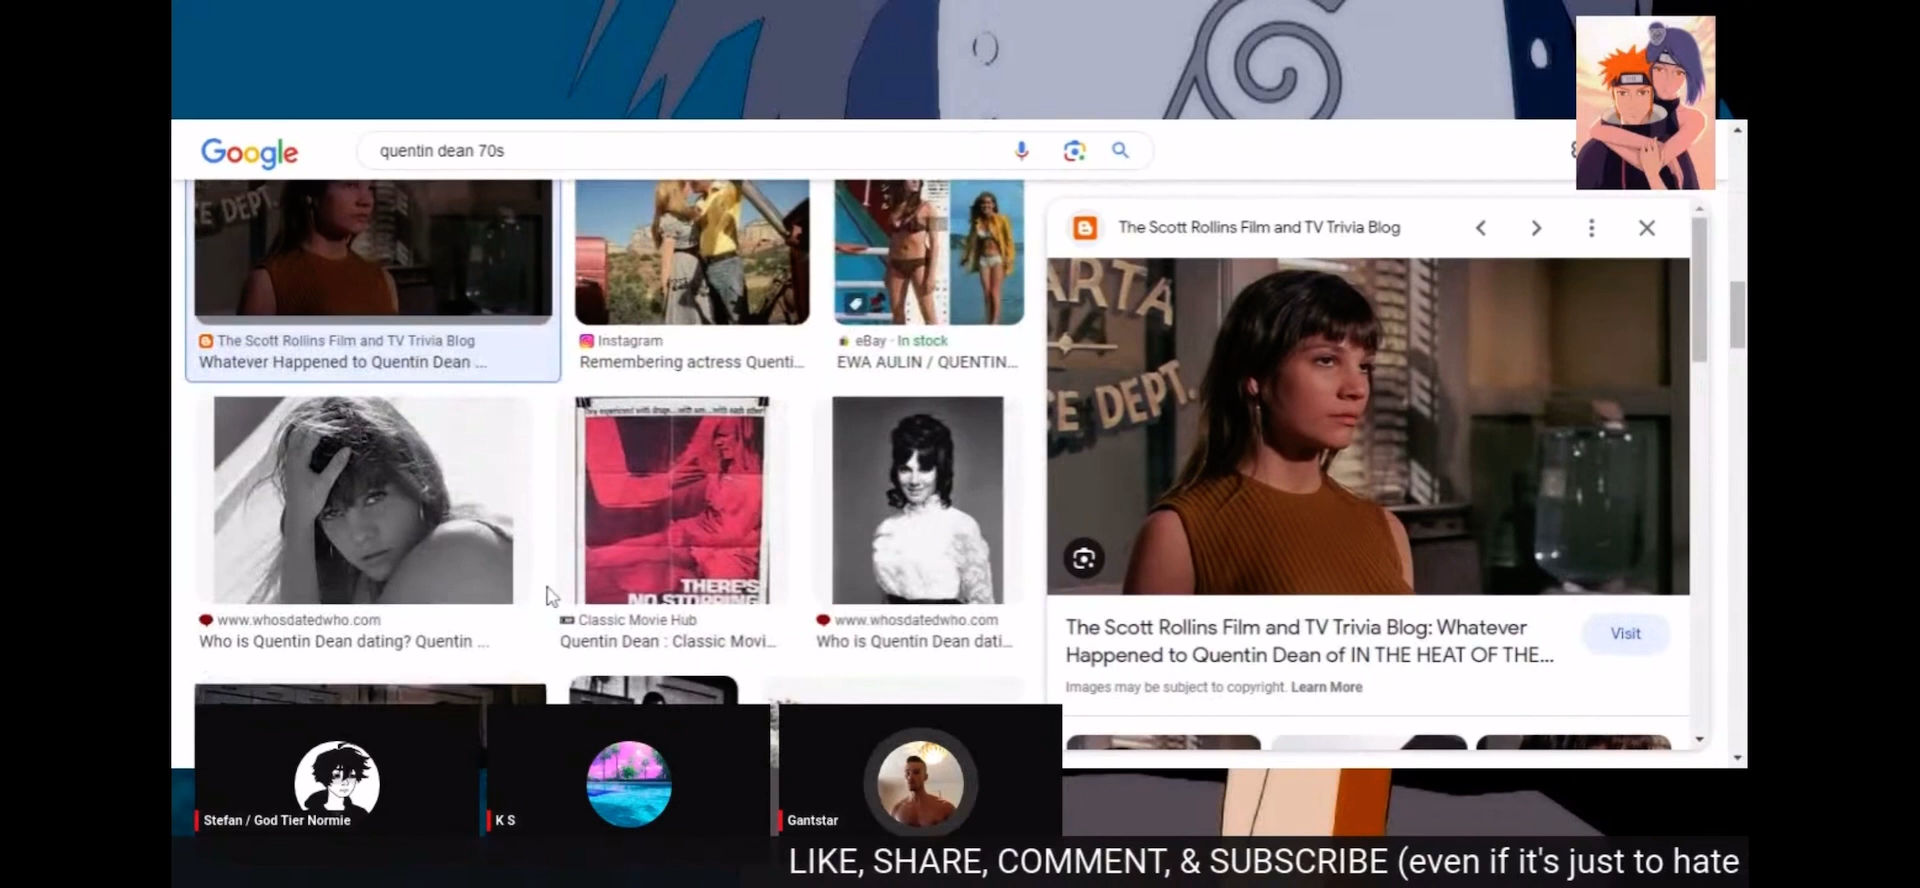 Google
quentin dean 70s
The Scott Rollins Film and TV Trivia Blog
Whatever Happened to Quentin Dean ...
Instagram
Remembering actress Quenti...
eBay · In stock
EWA AULIN / QUENTIN...
The Scott Rollins Film and TV Trivia Blog
ARTA
E DEPT.
E DEPT.
www.whosdatedwho.com
Who is Quentin Dean dating? Quentin ...
THERE'S
NO STOPPING
Classic Movie Hub
Quentin Dean : Classic Movi...
www.whosdatedwho.com
Who is Quentin Dean dati...
The Scott Rollins Film and TV Trivia Blog: Whatever
Happened to Quentin Dean of IN THE HEAT OF THE...
Visit
Images may be subject to copyright. Learn More
Stefan / God Tier Normie
K S
Gantstar
LIKE, SHARE, COMMENT, & SUBSCRIBE (even if it's just to hate